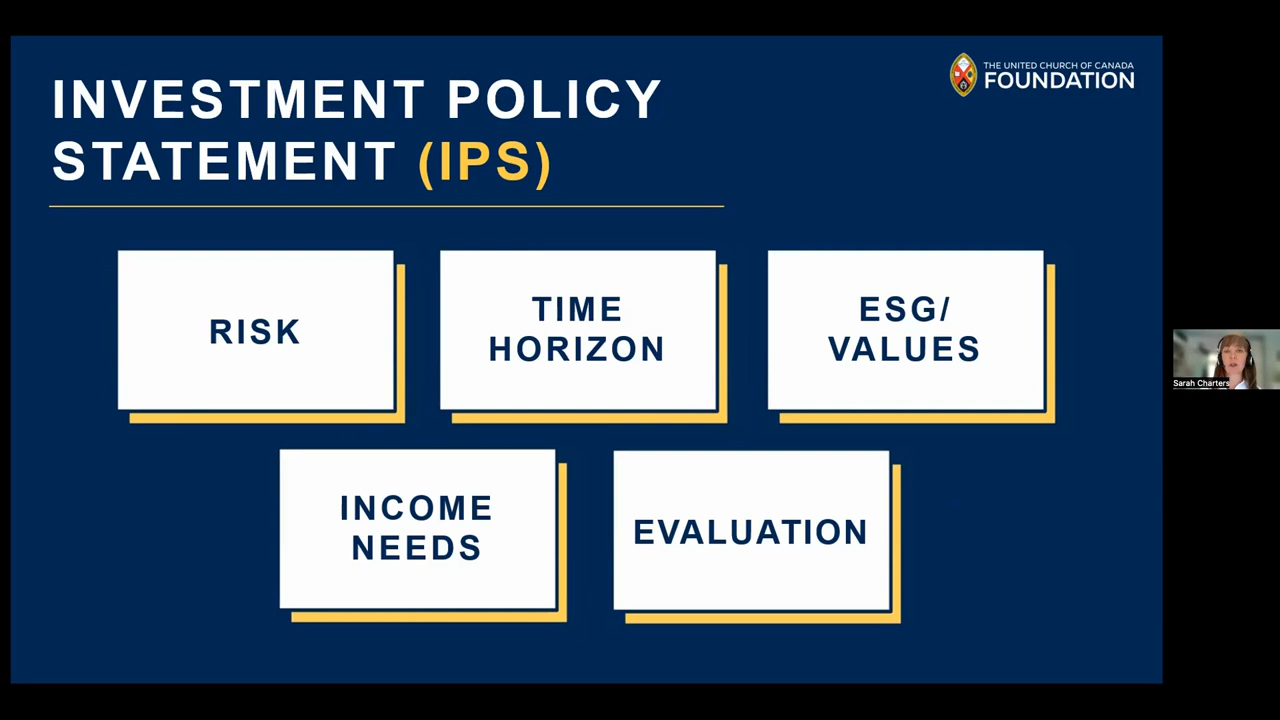 INVESTMENT POLICY
STATEMENT (IPS)
THE UNITED CHURCH OF CANADA
FOUNDATION
RISK
TIME
HORIZON
ESG/
VALUES
INCOME
NEEDS
EVALUATION
Sarah Charters